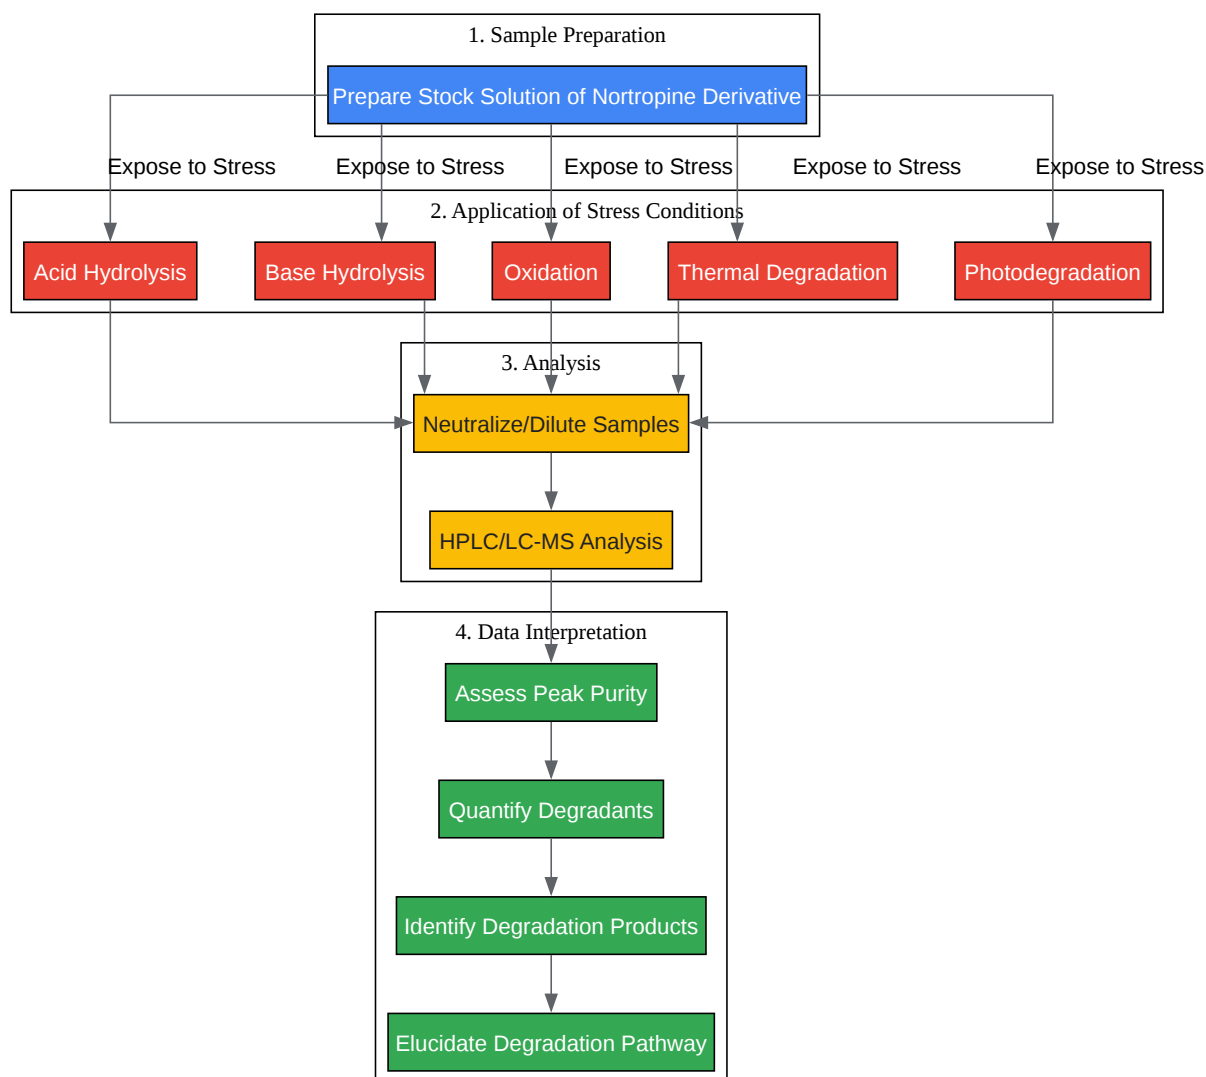 1. Sample Preparation
Prepare Stock Solution of Nortropine Derivative
Expose to Stress
Expose to Stress
Expose to Stress
Expose to Stress
Expose to Stress
2. Application of Stress Conditions
Acid Hydrolysis
Base Hydrolysis
Oxidation
Thermal Degradation
Photodegradation
3. Analysis
Neutralize/Dilute Samples
HPLC/LC-MS Analysis
4. Data Interpretation
Assess Peak Purity
Quantify Degradants
Identify Degradation Products
Elucidate Degradation Pathway